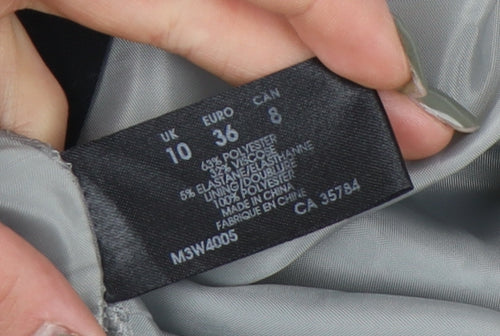 UK EURO CAN
10 36 8
63% POLYESTER
32% VISCOSE
5% ELASTANE/ELASTHANNE
LINING/DOUBLURE
100% POLYESTER
MADE IN CHINA
FABRIQUE EN CHINE
M3W4005 CA 35784